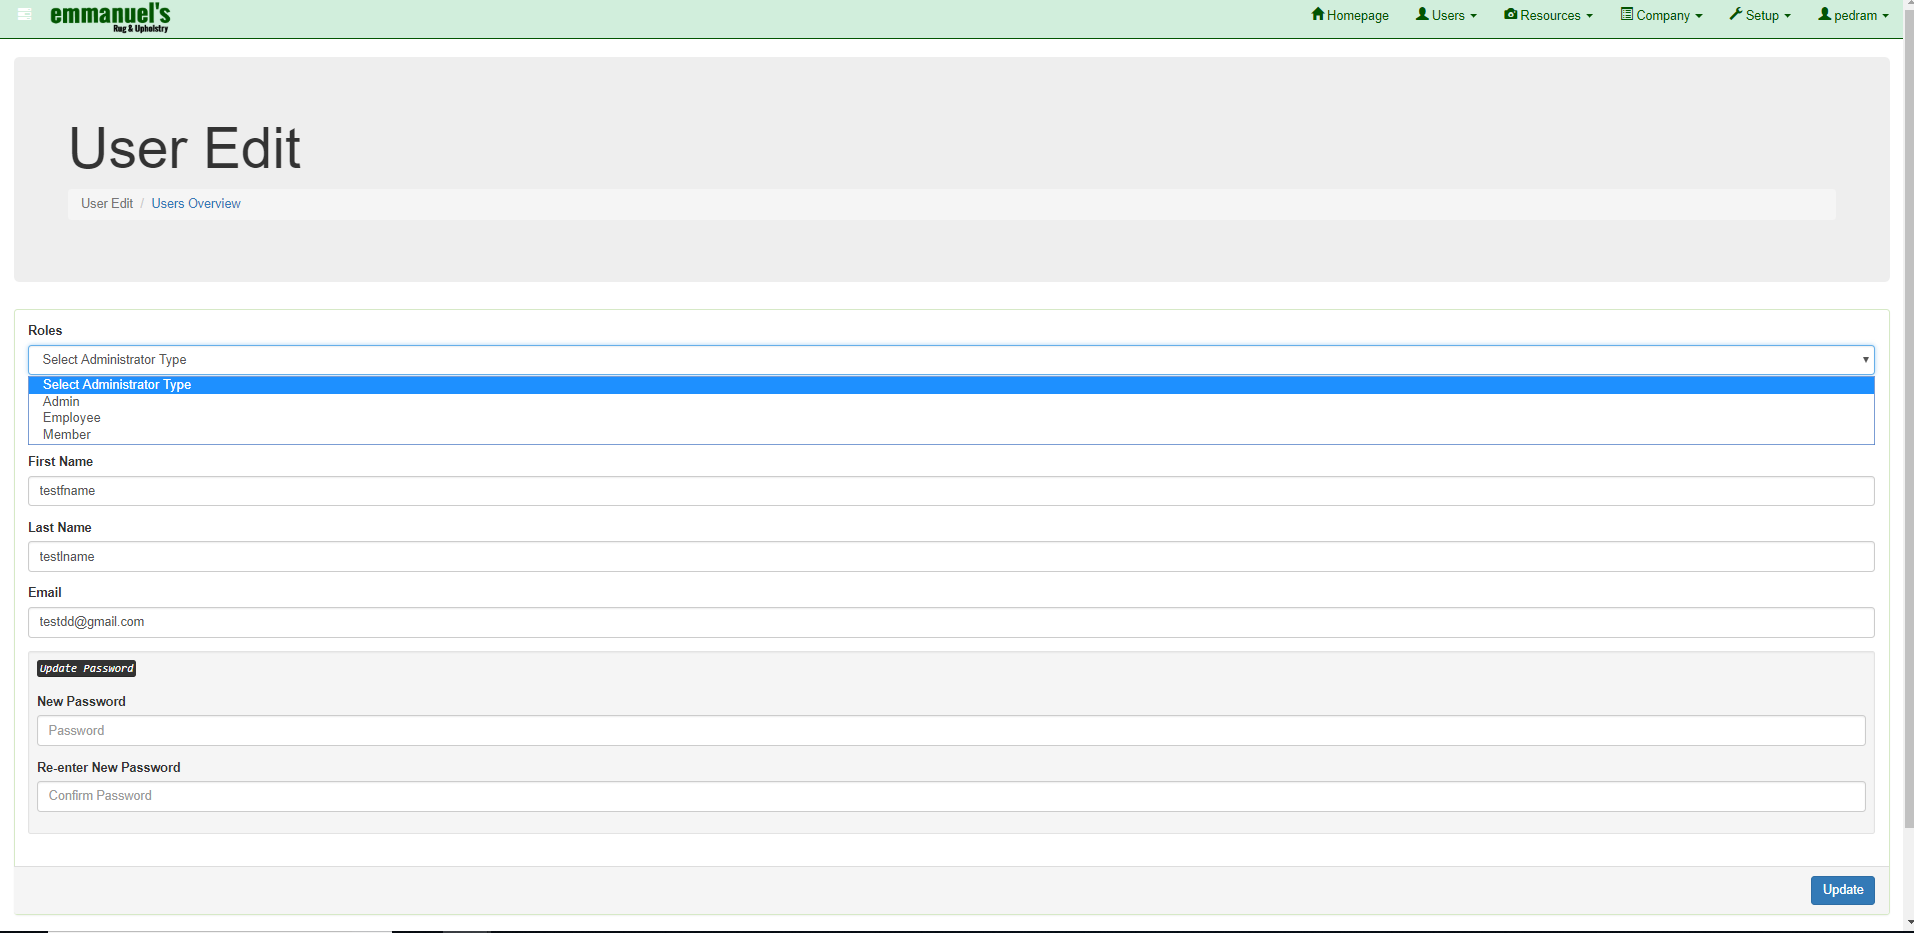 emmanuel's
Rug & Upholstry
Homepage Users Resources Company Setup pedram
User Edit
User Edit / Users Overview
Roles
Select Administrator Type
Select Administrator Type
Admin
Employee
Member
First Name
testfname
Last Name
testlname
Email
testdd@gmail.com
Update Password
New Password
Password
Re-enter New Password
Confirm Password
Update